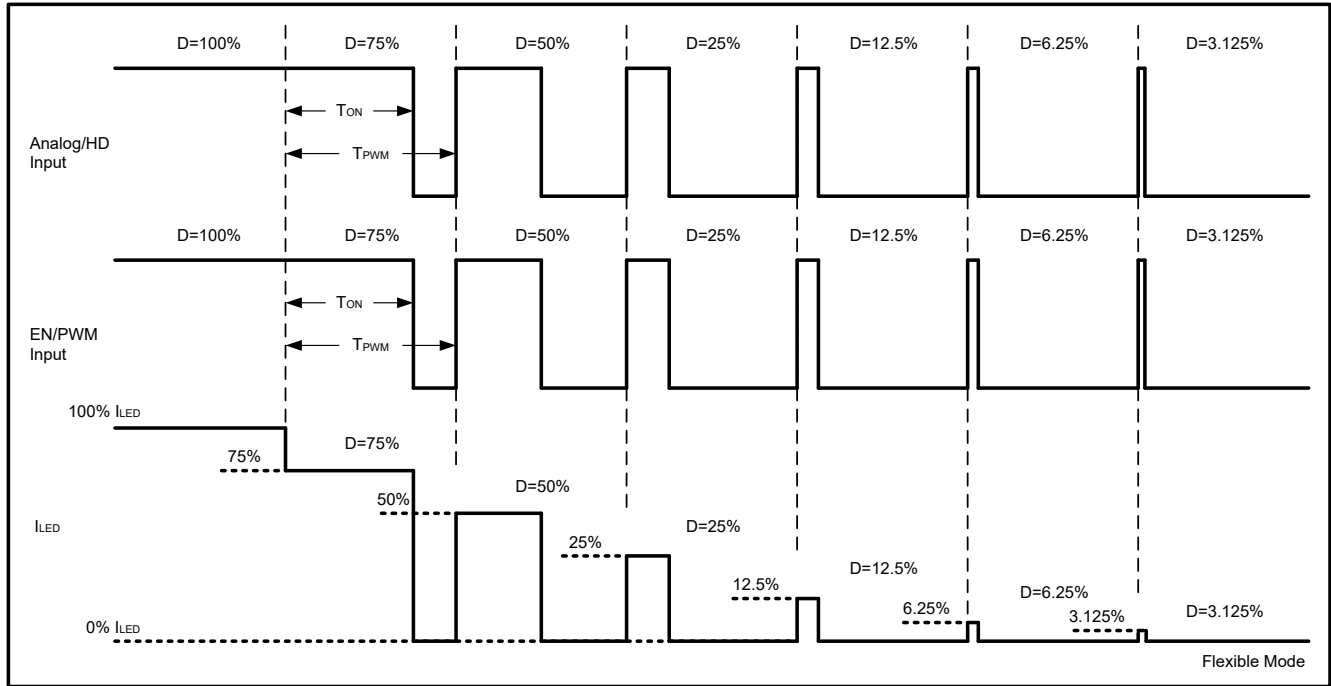 D=100% D=75% D=50% D=25% D=12.5% D=6.25% D=3.125%
TON
Analog/HD
Input
TPWM
D=100% D=75% D=50% D=25% D=12.5% D=6.25% D=3.125%
TON
EN/PWM
Input
TPWM
100% ILED
D=75%
75%
D=50%
50%
ILED
D=25%
25%
D=12.5%
12.5%
D=6.25%
6.25%
3.125%
D=3.125%
0% ILED
Flexible Mode